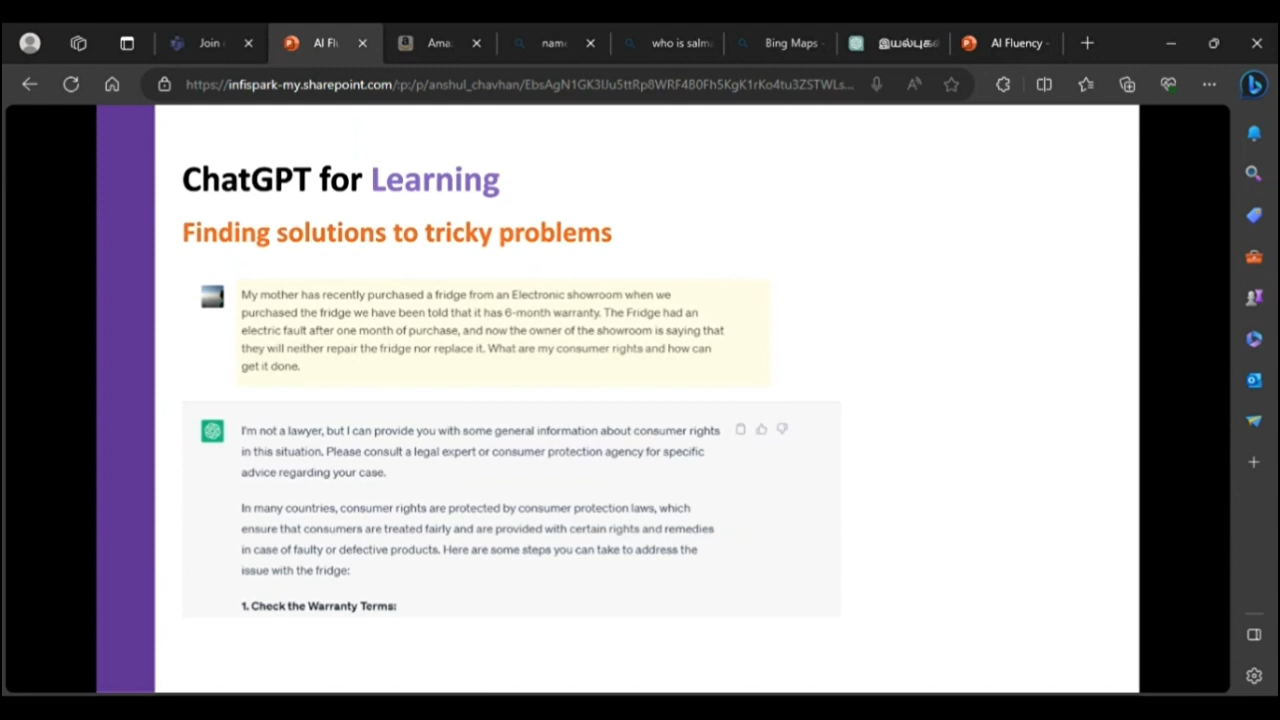 Join
AI Flu
Ama
name
who is salma
Bing Maps -
இயல்புகள்
AI Fluency -
https://infispark-my.sharepoint.com/:p:/p/anshul_chavhan/
ChatGPT for Learning
Finding solutions to tricky problems
My mother has recently purchased a fridge from an Electronic showroom when we
purchased the fridge we have been told that it has 6-month warranty. The Fridge had an
electric fault after one month of purchase, and now the owner of the showroom is saying that
they will neither repair the fridge nor replace it. What are my consumer rights and how can
get it done.
I'm not a lawyer, but I can provide you with some general information about consumer rights
in this situation. Please consult a legal expert or consumer protection agency for specific
advice regarding your case.
In many countries, consumer rights are protected by consumer protection laws, which
ensure that consumers are treated fairly and are provided with certain rights and remedies
in case of faulty or defective products. Here are some steps you can take to address the
issue with the fridge:
1. Check the Warranty Terms: